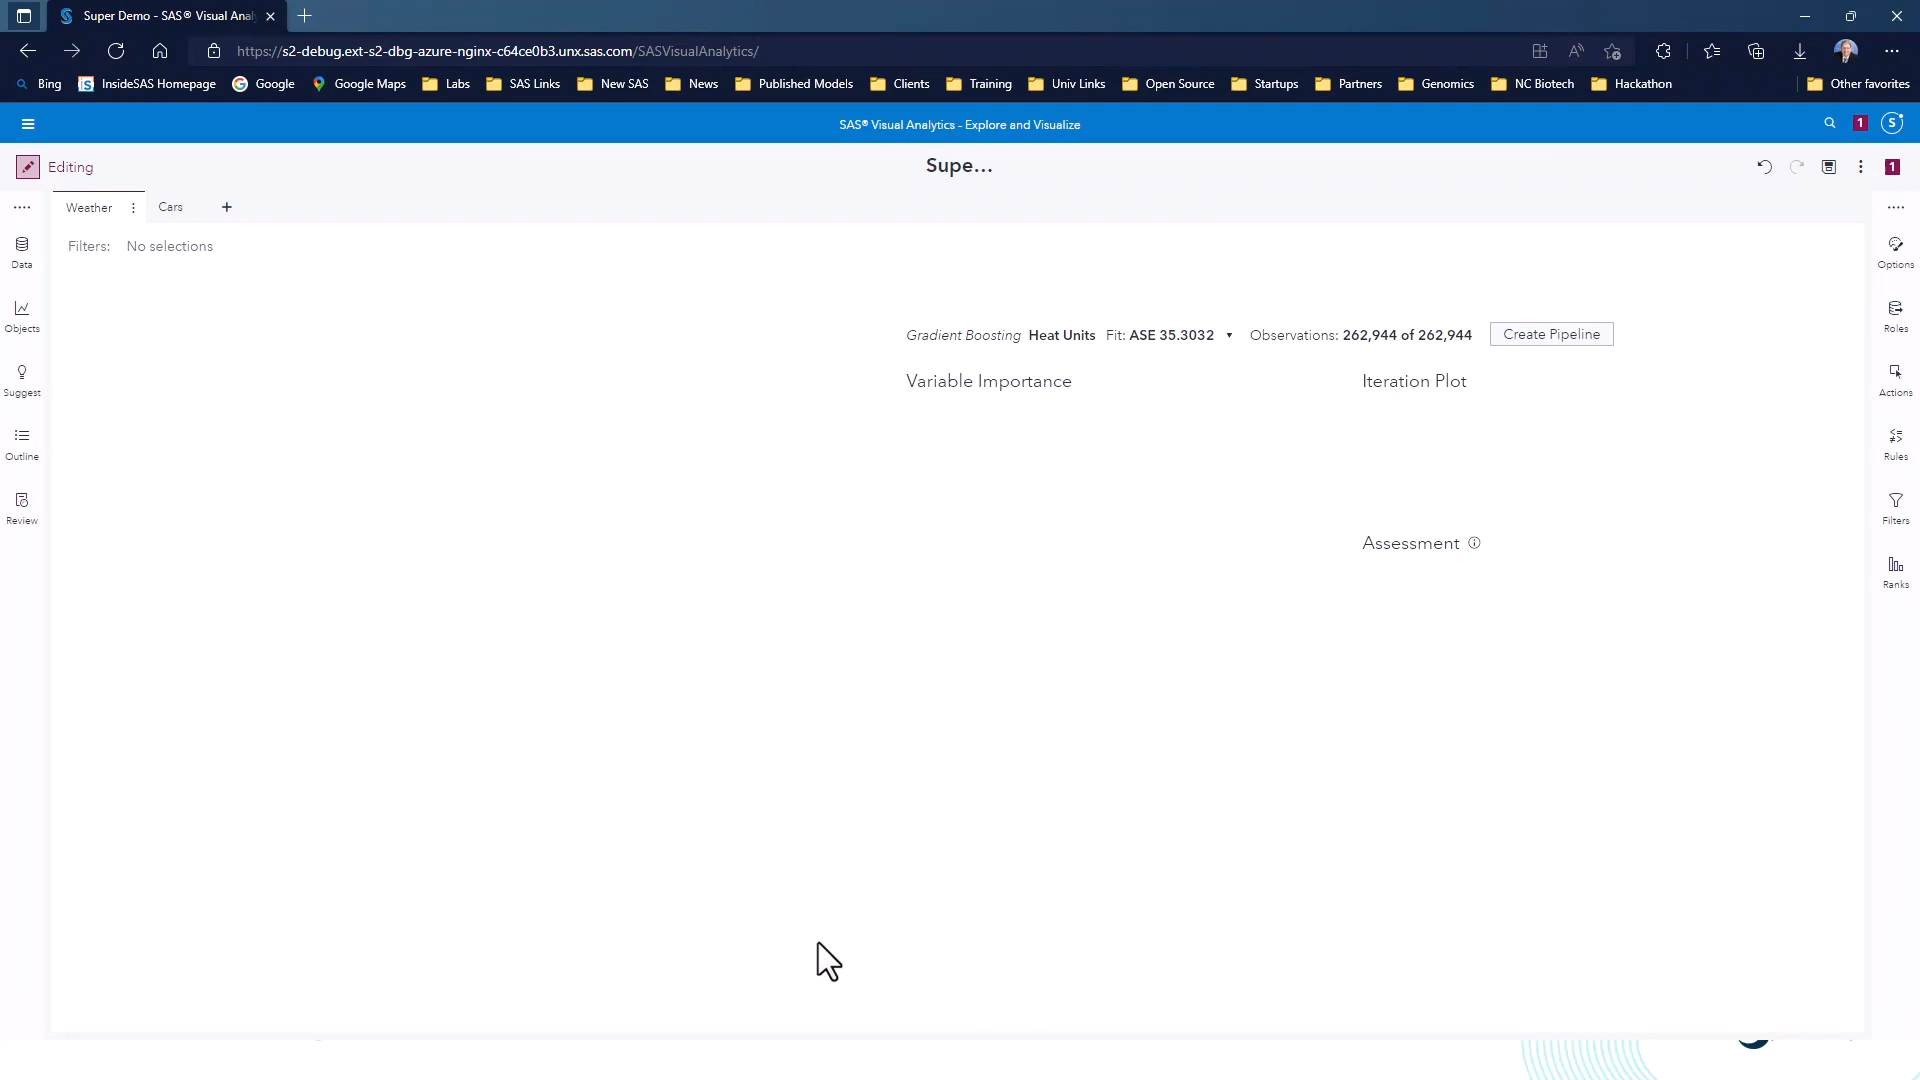 Super Demo - SAS® Visual Anal
https://s2-debug.ext-s2-dbg-azure-nginx-c64ce0b3.unx.sas.com/SASVisualAnalytics/
Bing InsideSAS Homepage Google Google Maps Labs SAS Links New SAS News Published Models Clients Training Univ Links Open Source Startups Partners Genomics NC Biotech Hackathon Other favorites
SAS® Visual Analytics - Explore and Visualize 1 S
Editing Supe... 1
Weather Cars
Filters: No selections
Data Options
Objects Roles
Gradient Boosting Heat Units Fit: ASE 35.3032 Observations: 262,944 of 262,944 Create Pipeline
Variable Importance Iteration Plot
Suggest Actions
Outline Rules
Review Filters
Assessment
Ranks